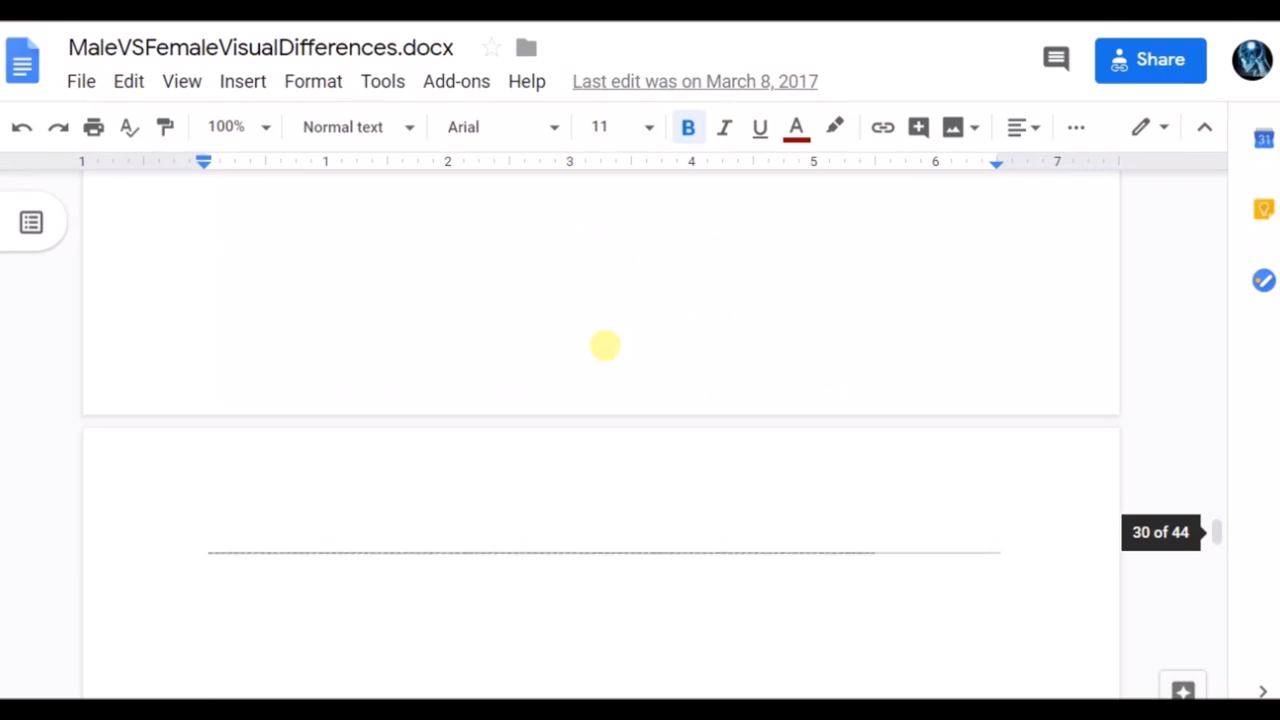 MaleVSFemaleVisualDifferences.docx
Share
File Edit View Insert Format Tools Add-ons Help Last edit was on March 8, 2017
100% Normal text Arial 11 B I U A
1 1 2 3 4 5 6 7
31
30 of 44